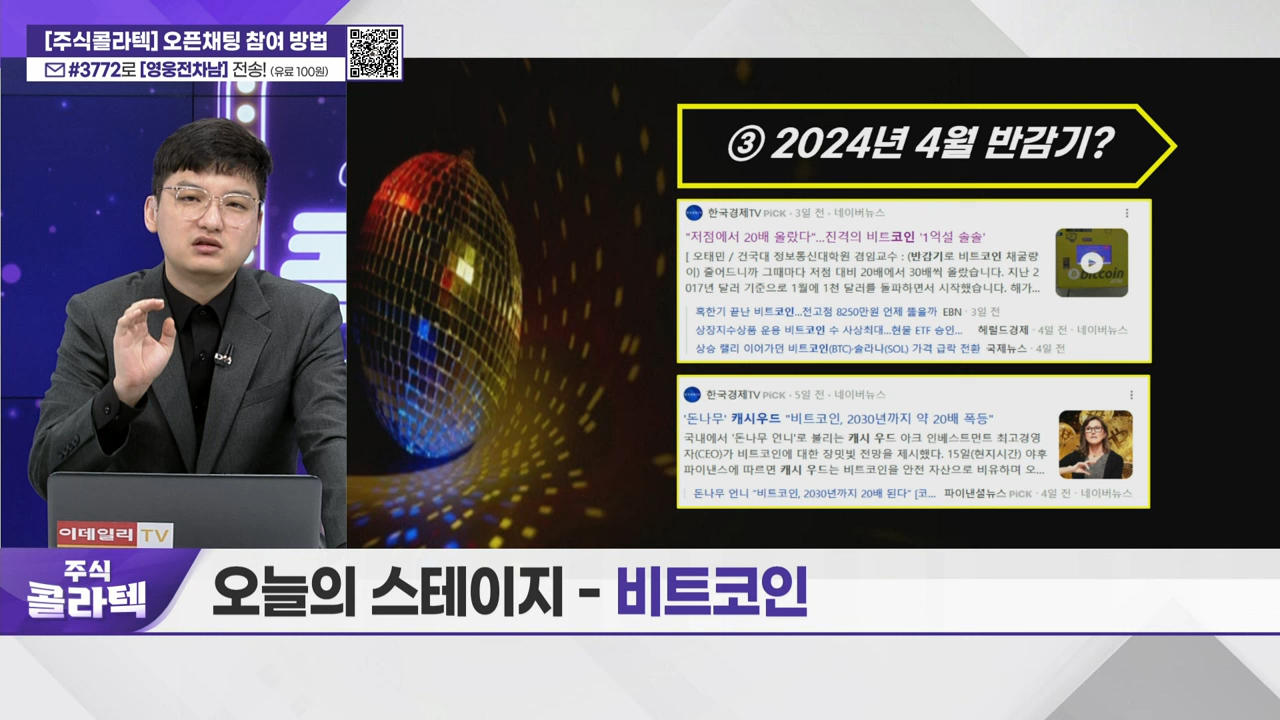 [주식콜라텍] 오픈채팅 참여 방법
#3772로 [영웅전차남] 전송! (유료 100원)
③ 2024년 4월 반감기?
한국경제TV PiCK · 3일 전 · 네이버뉴스
"저점에서 20배 올랐다"...진격의 비트코인 '1억설 솔솔'
[ 오태민 / 건국대 정보통신대학원 겸임교수 : (반감기로 비트코인 채굴량
이) 줄어드니까 그때마다 저점 대비 20배에서 30배씩 올랐습니다. 지난 2
017년 달러 기준으로 1월에 1천 달러를 돌파하면서 시작했습니다. 해가...
bitcoin
혹한기 끝난 비트코인...전고점 8250만원 언제 뚫을까 EBN · 3일 전
상장지수상품 운용 비트코인 수 사상최대...현물 ETF 승인... 헤럴드경제 · 4일 전 · 네이버뉴스
상승 랠리 이어가던 비트코인(BTC)·솔라나(SOL) 가격 급락 전환 국제뉴스 · 4일 전
한국경제TV PiCK · 5일 전 · 네이버뉴스
'돈나무' 캐시우드 "비트코인, 2030년까지 약 20배 폭등"
국내에서 '돈나무 언니'로 불리는 캐시 우드 아크 인베스트먼트 최고경영
자(CEO)가 비트코인에 대한 장밋빛 전망을 제시했다. 15일(현지시간) 야후
파이낸스에 따르면 캐시 우드는 비트코인을 안전 자산으로 비유하며 오...
돈나무 언니 "비트코인, 2030년까지 20배 된다" [코... 파이낸셜뉴스 PiCK · 4일 전 · 네이버뉴스
이데일리 TV
주식
콜라텍
오늘의 스테이지 - 비트코인